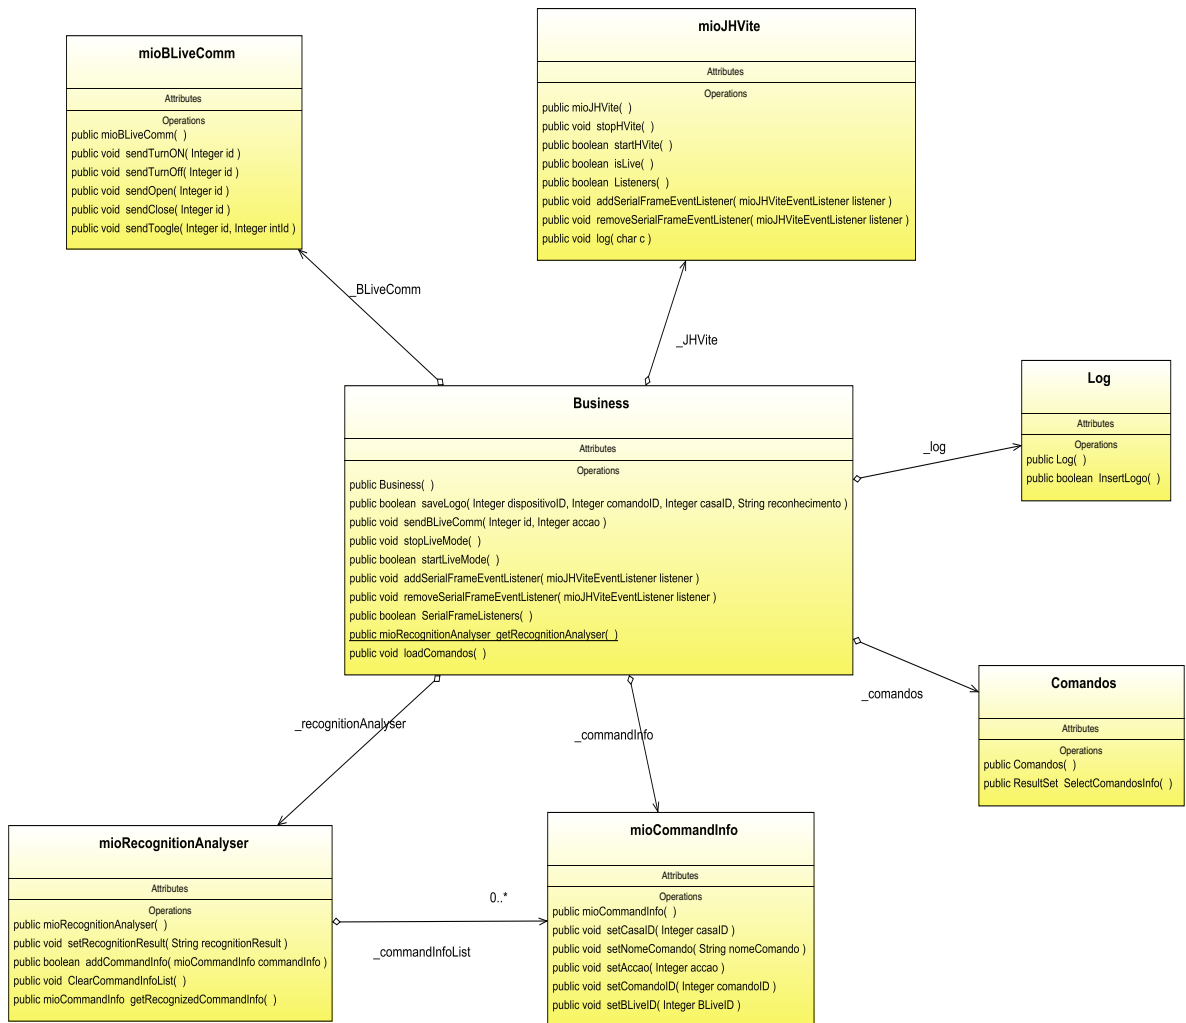 mioBLiveComm
Attributes
Operations
public mioBLiveComm(  )
public void  sendTurnON( Integer id )
public void  sendTurnOff( Integer id )
public void  sendOpen( Integer id )
public void  sendClose( Integer id )
public void  sendToogle( Integer id, Integer intId )
mioJHVite
Attributes
Operations
public mioJHVite(  )
public void  stopHVite(  )
public boolean  startHVite(  )
public boolean  isLive(  )
public boolean  Listeners(  )
public void  addSerialFrameEventListener( mioJHViteEventListener listener )
public void  removeSerialFrameEventListener( mioJHViteEventListener listener )
public void  log( char c )
_BLiveComm
_JHVite
Business
Attributes
Operations
public Business(  )
public boolean  saveLogo( Integer dispositivoID, Integer comandoID, Integer casaID, String reconhecimento )
public void  sendBLiveComm( Integer id, Integer accao )
public void  stopLiveMode(  )
public boolean  startLiveMode(  )
public void  addSerialFrameEventListener( mioJHViteEventListener listener )
public void  removeSerialFrameEventListener( mioJHViteEventListener listener )
public boolean  SerialFrameListeners(  )
public mioRecognitionAnalyser  getRecognitionAnalyser(  )
public void  loadComandos(  )
_log
Log
Attributes
Operations
public Log(  )
public boolean  InsertLogo(  )
_comandos
Comandos
Attributes
Operations
public Comandos(  )
public ResultSet  SelectComandosInfo(  )
_recognitionAnalyser
_commandInfo
mioRecognitionAnalyser
Attributes
Operations
public mioRecognitionAnalyser(  )
public void  setRecognitionResult( String recognitionResult )
public boolean  addCommandInfo( mioCommandInfo commandInfo )
public void  ClearCommandInfoList(  )
public mioCommandInfo  getRecognizedCommandInfo(  )
0..*
_commandInfoList
mioCommandInfo
Attributes
Operations
public mioCommandInfo(  )
public void  setCasaID( Integer casaID )
public void  setNomeComando( String nomeComando )
public void  setAccao( Integer accao )
public void  setComandoID( Integer comandoID )
public void  setBLiveID( Integer BLiveID )